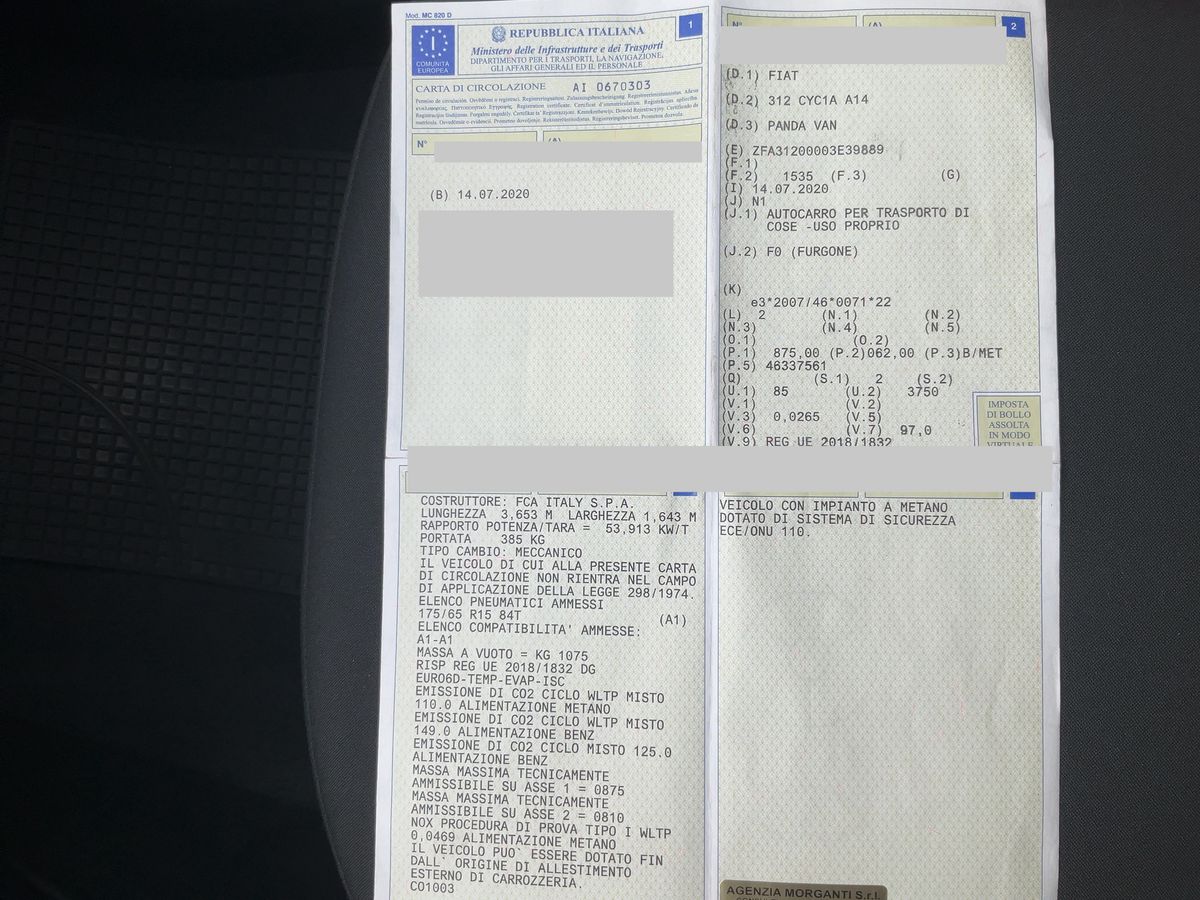 Mod. MC 820 D
1
COMUNITÀ
EUROPEA
I
REPUBBLICA ITALIANA
Ministero delle Infrastrutture e dei Trasporti
DIPARTIMENTO PER I TRASPORTI, LA NAVIGAZIONE,
GLI AFFARI GENERALI ED IL PERSONALE
CARTA DI CIRCOLAZIONE AI 0670303
N° (A)
(B) 14.07.2020
N° (A) 2
(D.1) FIAT
(D.2) 312 CYC1A A14
(D.3) PANDA VAN
(E) ZFA31200003E39889
(F.1)
(F.2) 1535 (F.3) (G)
(I) 14.07.2020
(J) N1
(J.1) AUTOCARRO PER TRASPORTO DI
COSE -USO PROPRIO
(J.2) F0 (FURGONE)
(K)
e3*2007/46*0071*22
(L) 2 (N.1) (N.2)
(N.3) (N.4) (N.5)
(O.1) (O.2)
(P.1) 875,00 (P.2)062,00 (P.3)B/MET
(P.5) 46337561
(Q) (S.1) 2 (S.2)
(U.1) 85 (U.2) 3750
(V.1) (V.2)
(V.3) 0,0265 (V.5)
(V.6) (V.7) 97,0
(V.9) REG UE 2018/1832
IMPOSTA
DI BOLLO
ASSOLTA
IN MODO
VIRTUALE
COSTRUTTORE: FCA ITALY S.P.A.
LUNGHEZZA 3,653 M LARGHEZZA 1,643 M
RAPPORTO POTENZA/TARA = 53,913 KW/T
PORTATA 385 KG
TIPO CAMBIO: MECCANICO
IL VEICOLO DI CUI ALLA PRESENTE CARTA
DI CIRCOLAZIONE NON RIENTRA NEL CAMPO
DI APPLICAZIONE DELLA LEGGE 298/1974.
ELENCO PNEUMATICI AMMESSI
175/65 R15 84T (A1)
ELENCO COMPATIBILITA' AMMESSE:
A1-A1
MASSA A VUOTO = KG 1075
RISP REG UE 2018/1832 DG
EURO6D-TEMP-EVAP-ISC
EMISSIONE DI CO2 CICLO WLTP MISTO
110.0 ALIMENTAZIONE METANO
EMISSIONE DI CO2 CICLO WLTP MISTO
149.0 ALIMENTAZIONE BENZ
EMISSIONE DI CO2 CICLO MISTO 125.0
ALIMENTAZIONE BENZ
MASSA MASSIMA TECNICAMENTE
AMMISSIBILE SU ASSE 1 = 0875
MASSA MASSIMA TECNICAMENTE
AMMISSIBILE SU ASSE 2 = 0810
NOX PROCEDURA DI PROVA TIPO I WLTP
0,0469 ALIMENTAZIONE METANO
IL VEICOLO PUO` ESSERE DOTATO FIN
DALL` ORIGINE DI ALLESTIMENTO
ESTERNO DI CARROZZERIA.
CO1003
VEICOLO CON IMPIANTO A METANO
DOTATO DI SISTEMA DI SICUREZZA
ECE/ONU 110.
AGENZIA MORGANTI S.r.l.